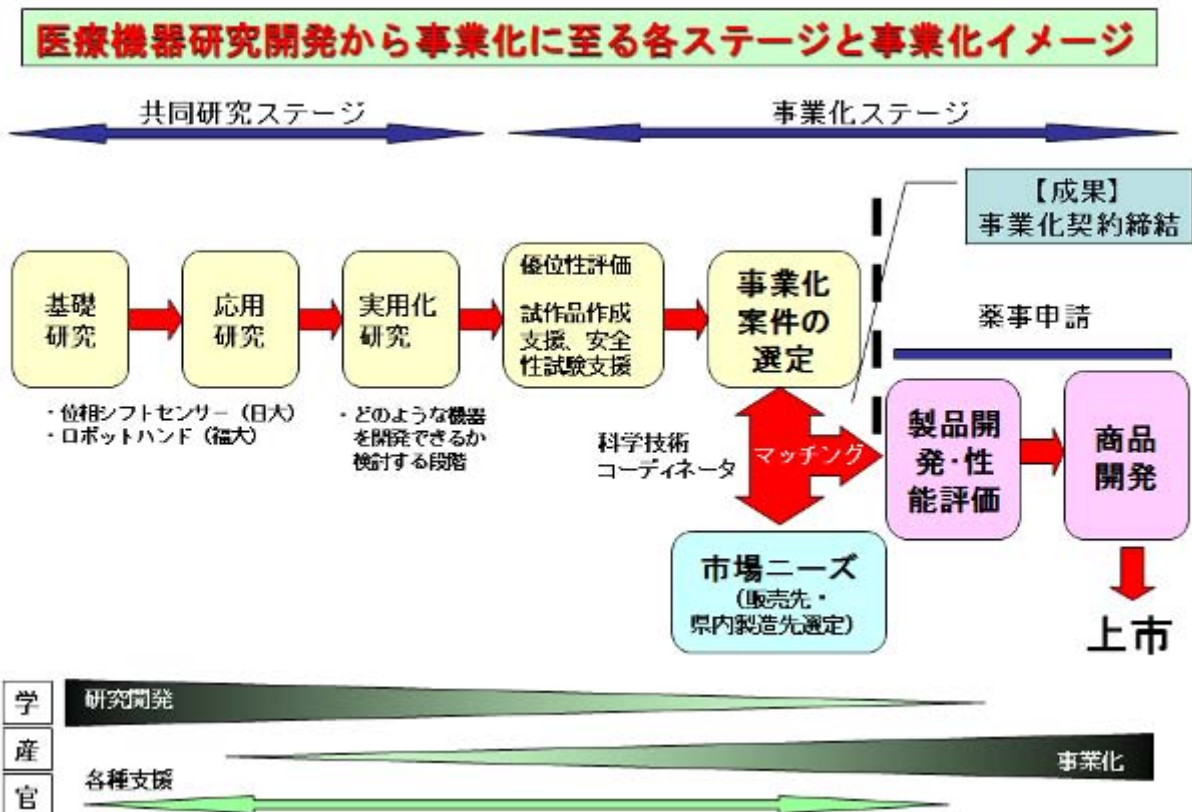 医療機器研究開発から事業化に至る各ステージと事業化イメージ
共同研究ステージ
事業化ステージ
【成果】
事業化契約締結
基礎
研究
応用
研究
実用化
研究
優位性評価
試作品作成
支援、安全
性試験支援
事業化
案件の
選定
薬事申請
・位相シフトセンサー（日大）
・ロボットハンド（福大）
・どのような機器
を開発できるか
検討する段階
科学技術
コーディネータ
マッチング
製品開
発・性
能評価
商品
開発
市場ニーズ
（販売先・
県内製造先選定）
上市
学
研究開発
産
事業化
官
各種支援